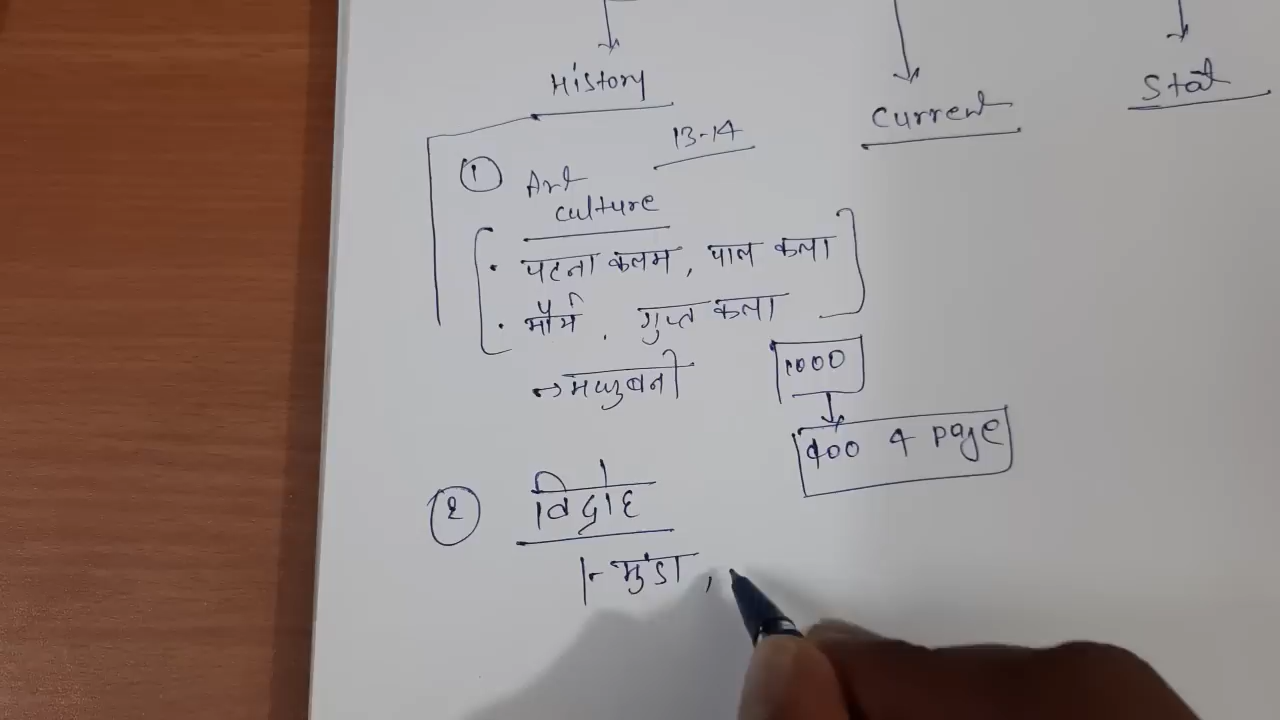 History
Current
Stat
13-14
① Art
culture
• पटना कलम, पाल कला
• मौर्य, गुप्त कला
→ मधुबनी
1000
400 4 page
② विद्रोह
1- मुंडा,